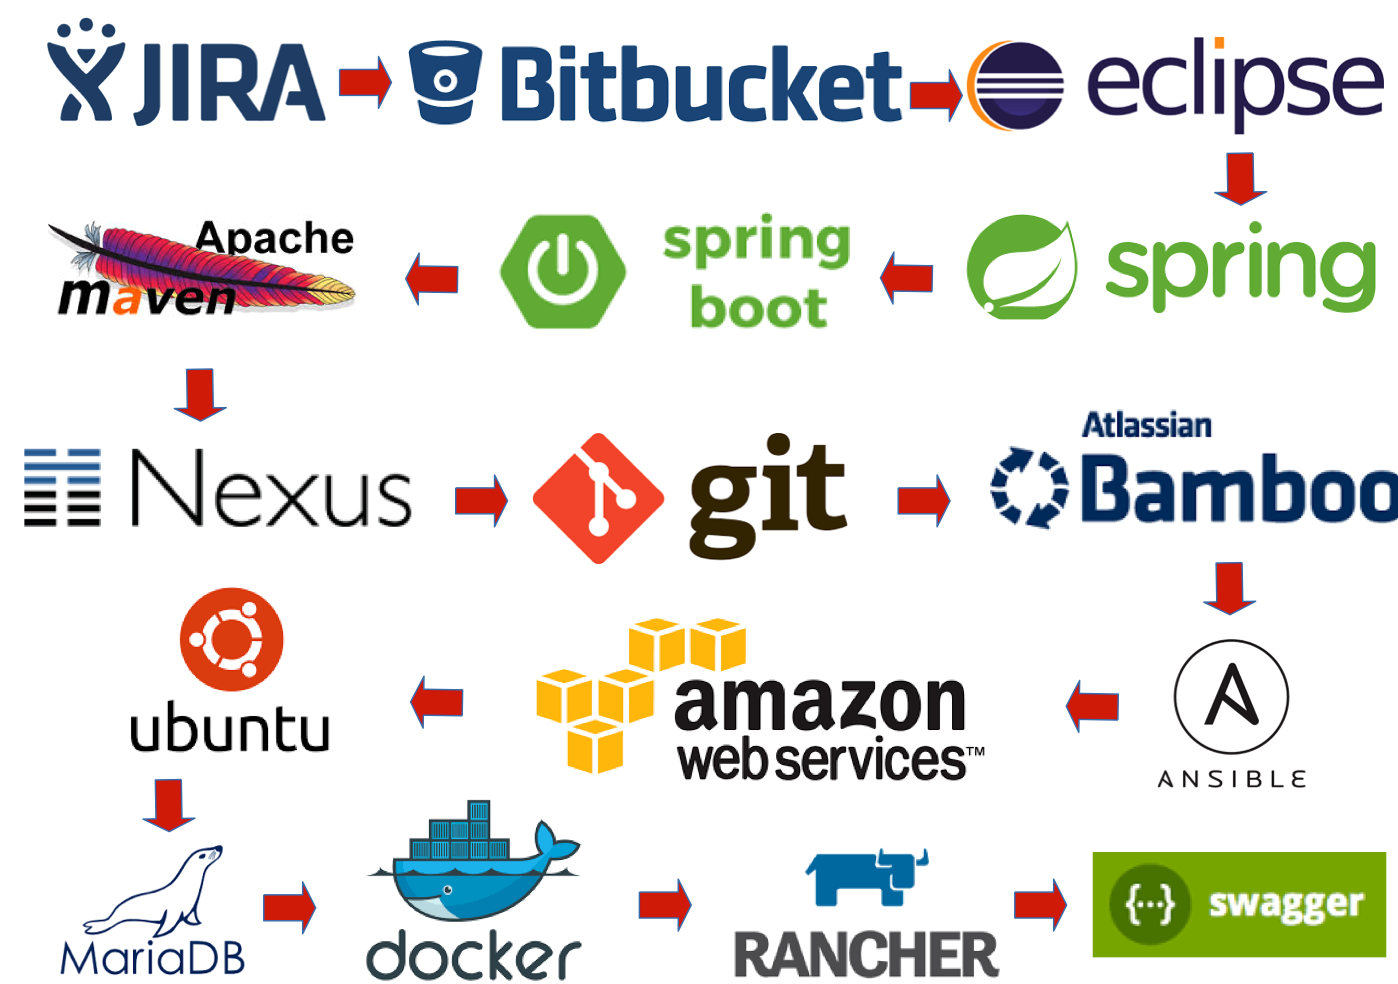 JIRA
Bitbucket
eclipse
Apache
maven
spring
boot
spring
Nexus
git
Atlassian
Bamboo
ubuntu
amazon
web services™
ANSIBLE
MariaDB
docker
RANCHER
{···} swagger